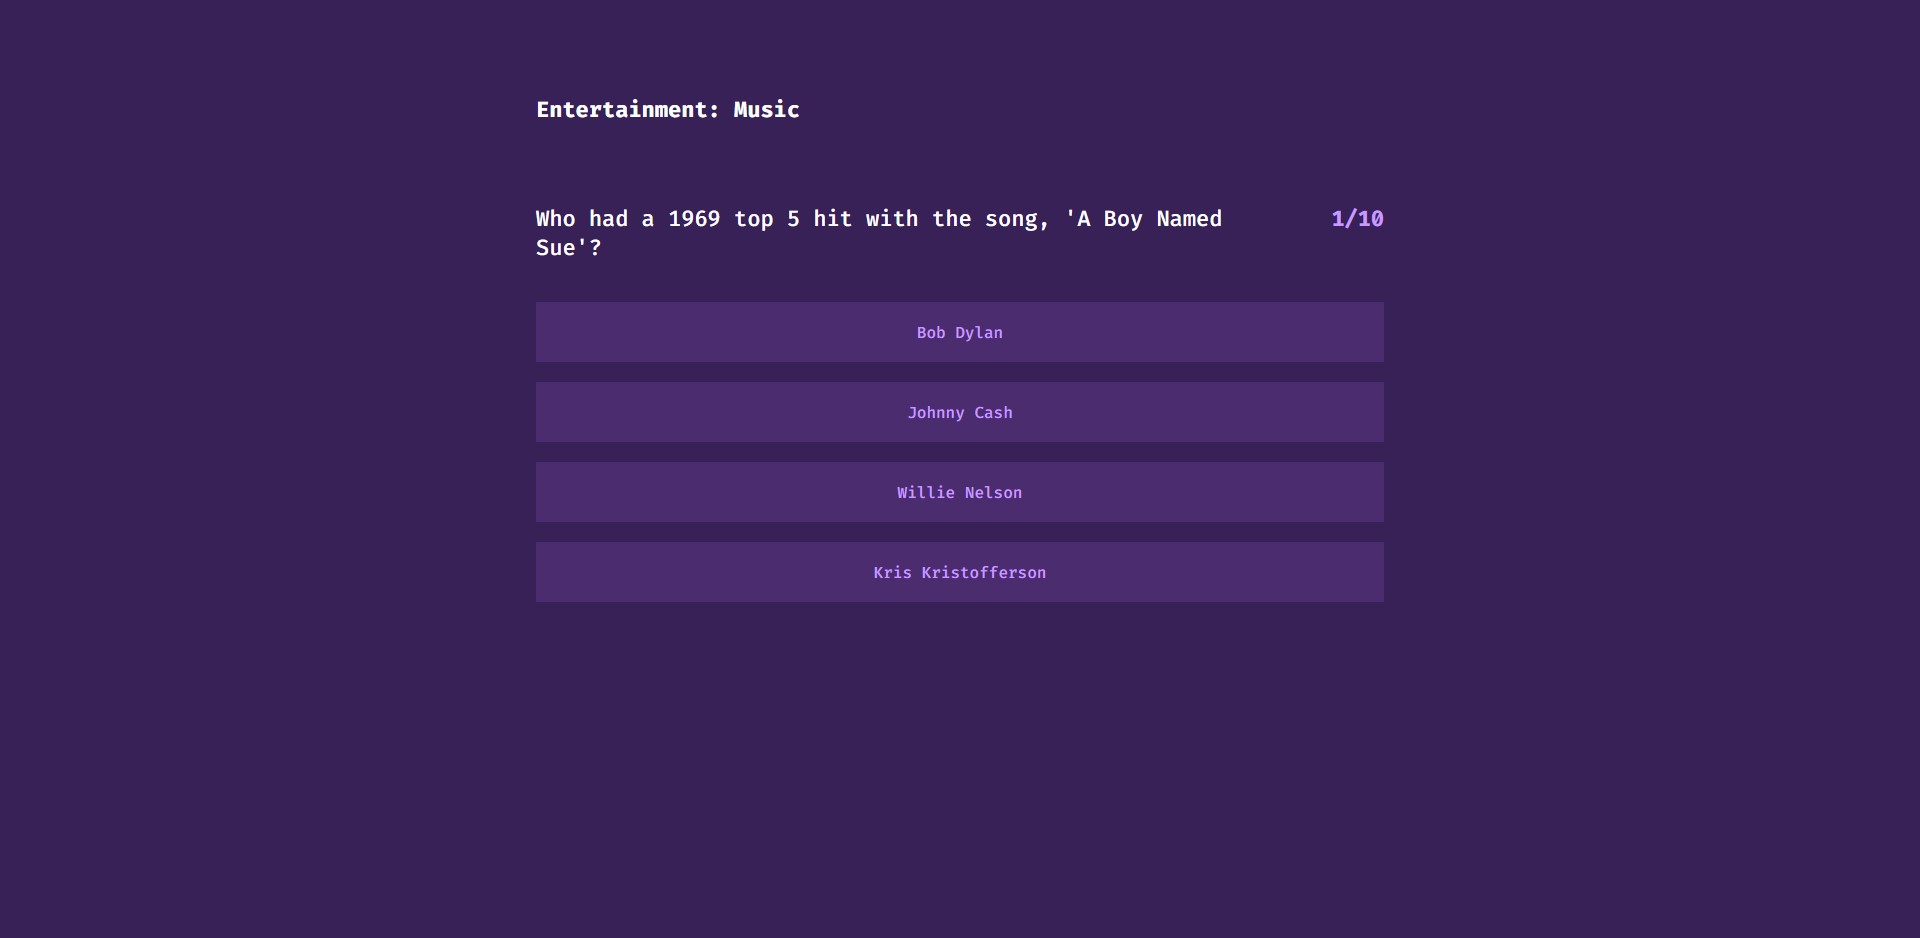 Entertainment: Music
Who had a 1969 top 5 hit with the song, 'A Boy Named
Sue'?
1/10
Bob Dylan
Johnny Cash
Willie Nelson
Kris Kristofferson